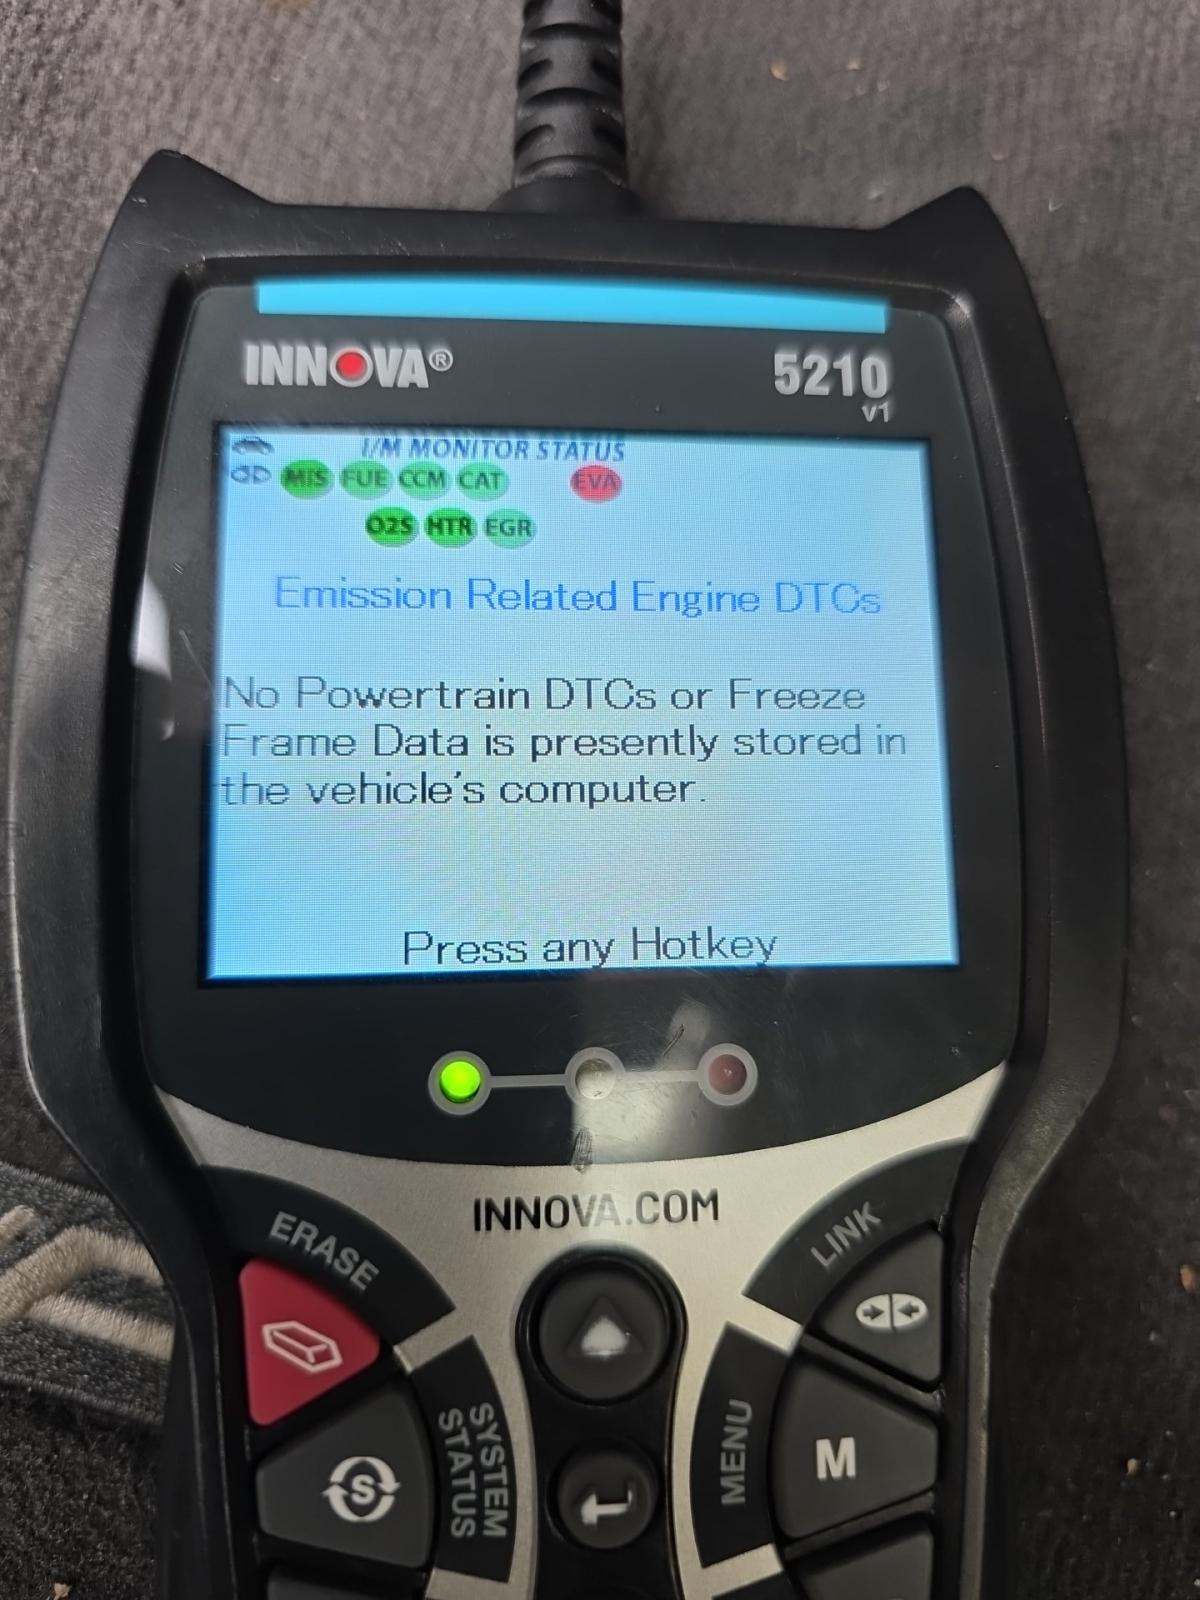 INNOVA®
5210
v1
I/M MONITOR STATUS
MIS FUE CCM CAT EVA
O2S HTR EGR
Emission Related Engine DTCs
No Powertrain DTCs or Freeze
Frame Data is presently stored in
the vehicle's computer.
Press any Hotkey
INNOVA.COM
ERASE
LINK
S
SYSTEM
STATUS
MENU
M